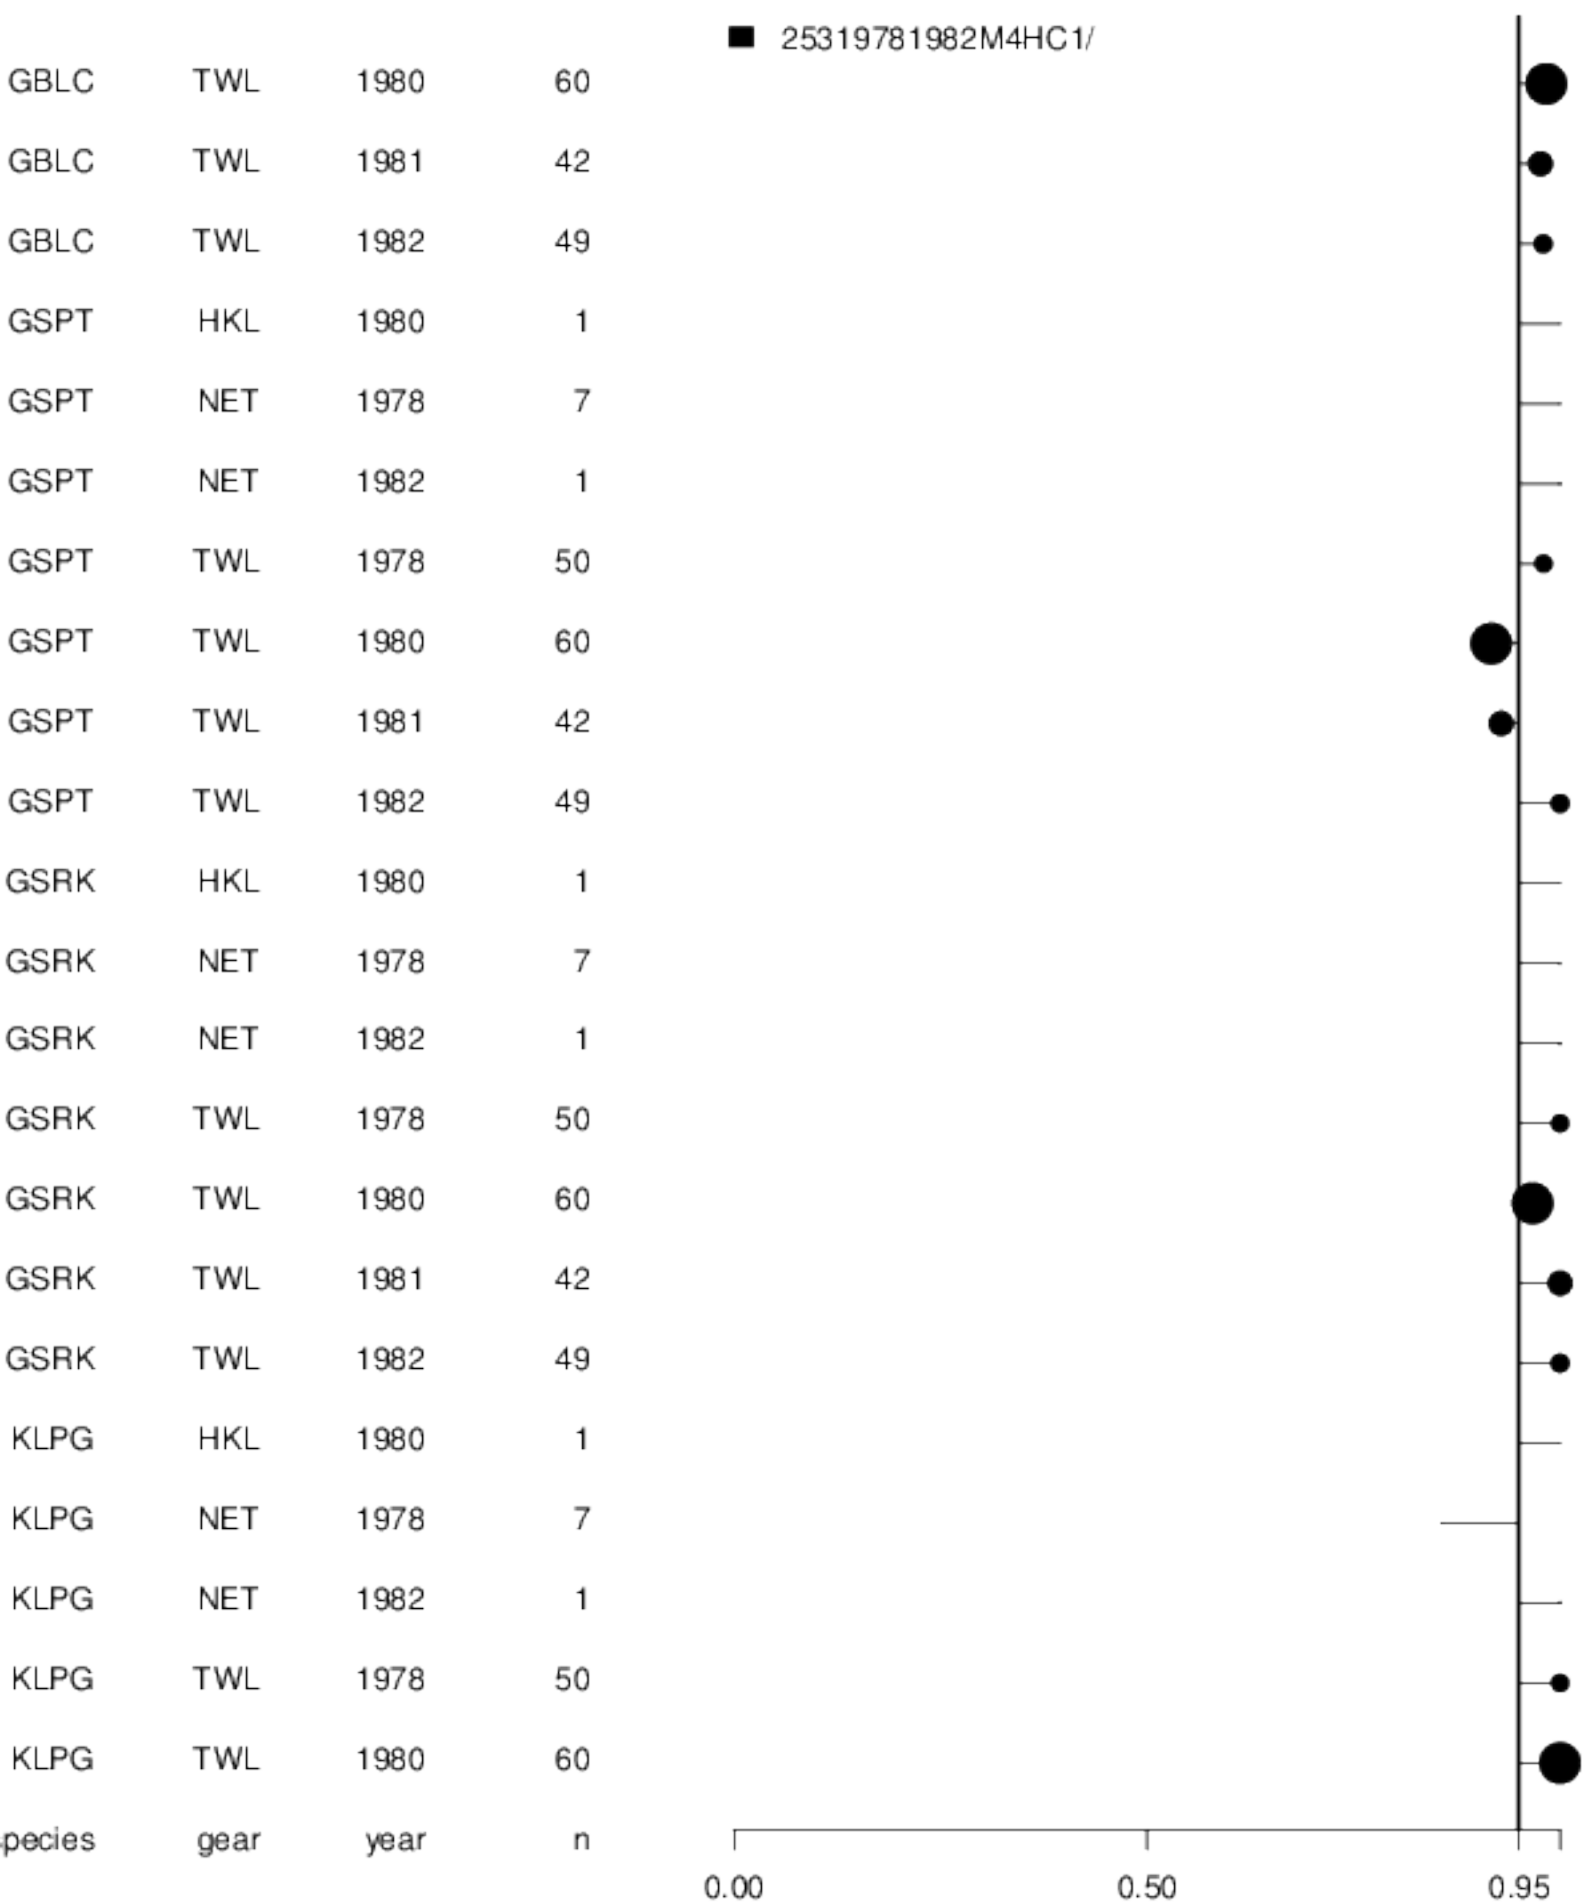 25319781982M4HC1/
GBLC TWL 1980 60
GBLC TWL 1981 42
GBLC TWL 1982 49
GSPT HKL 1980 1
GSPT NET 1978 7
GSPT NET 1982 1
GSPT TWL 1978 50
GSPT TWL 1980 60
GSPT TWL 1981 42
GSPT TWL 1982 49
GSRK HKL 1980 1
GSRK NET 1978 7
GSRK NET 1982 1
GSRK TWL 1978 50
GSRK TWL 1980 60
GSRK TWL 1981 42
GSRK TWL 1982 49
KLPG HKL 1980 1
KLPG NET 1978 7
KLPG NET 1982 1
KLPG TWL 1978 50
KLPG TWL 1980 60
pecies gear year n
0.00 0.50 0.95